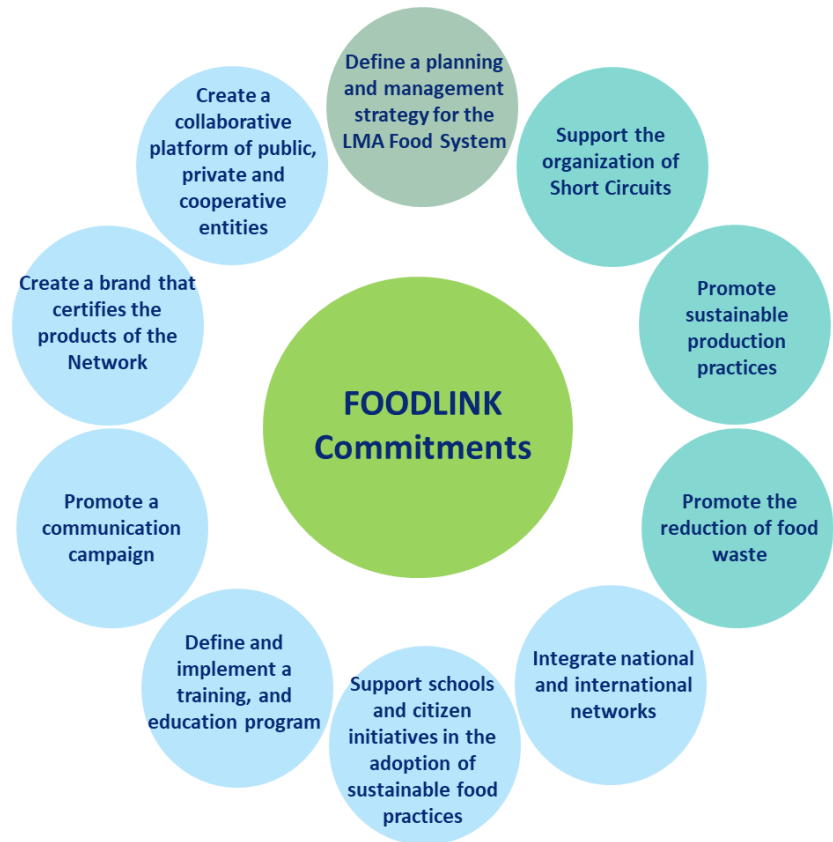 Define a planning
and management
strategy for the
LMA Food System
Support the
organization of
Short Circuits
Promote
sustainable
production
practices
Promote the
reduction of food
waste
Integrate national
and international
networks
Support schools
and citizen
initiatives in the
adoption of
sustainable food
practices
Define and
implement a
training, and
education program
Promote a
communication
campaign
Create a brand that
certifies the
products of the
Network
Create a
collaborative
platform of public,
private and
cooperative
entities
FOODLINK
Commitments